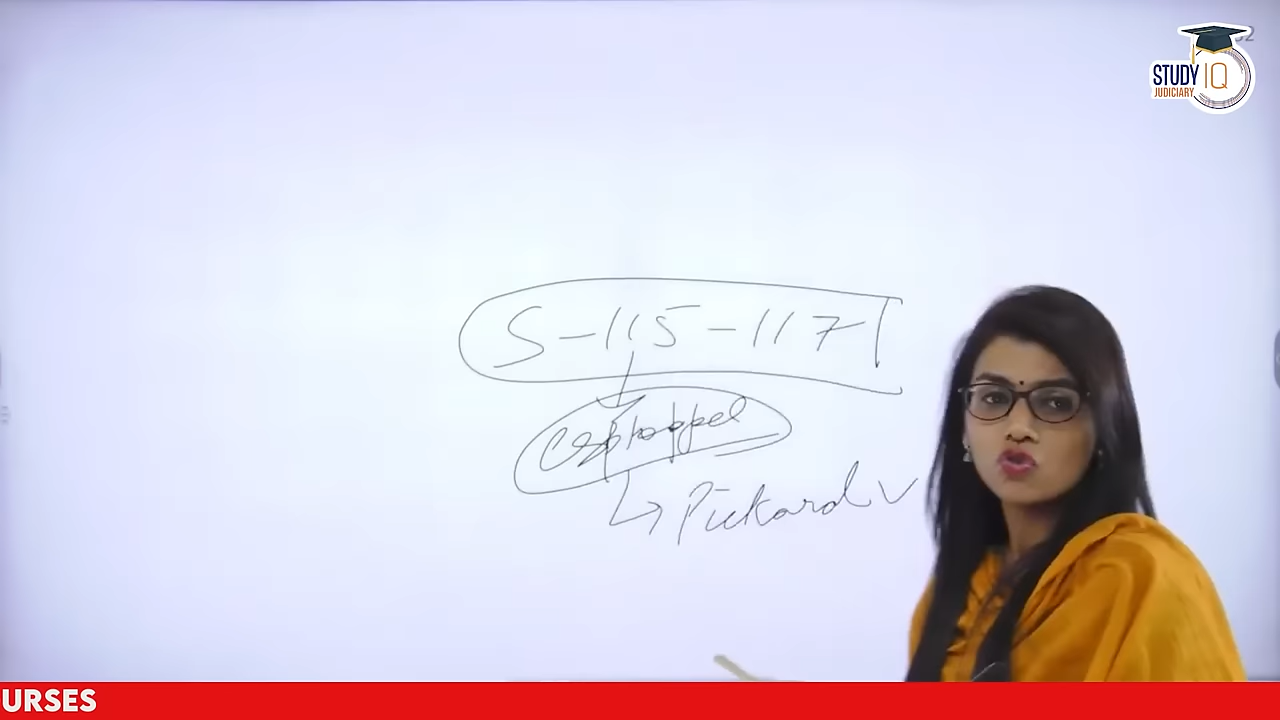 STUDY IQ
JUDICIARY
S-115-117
estoppel
Pickard v
URSES